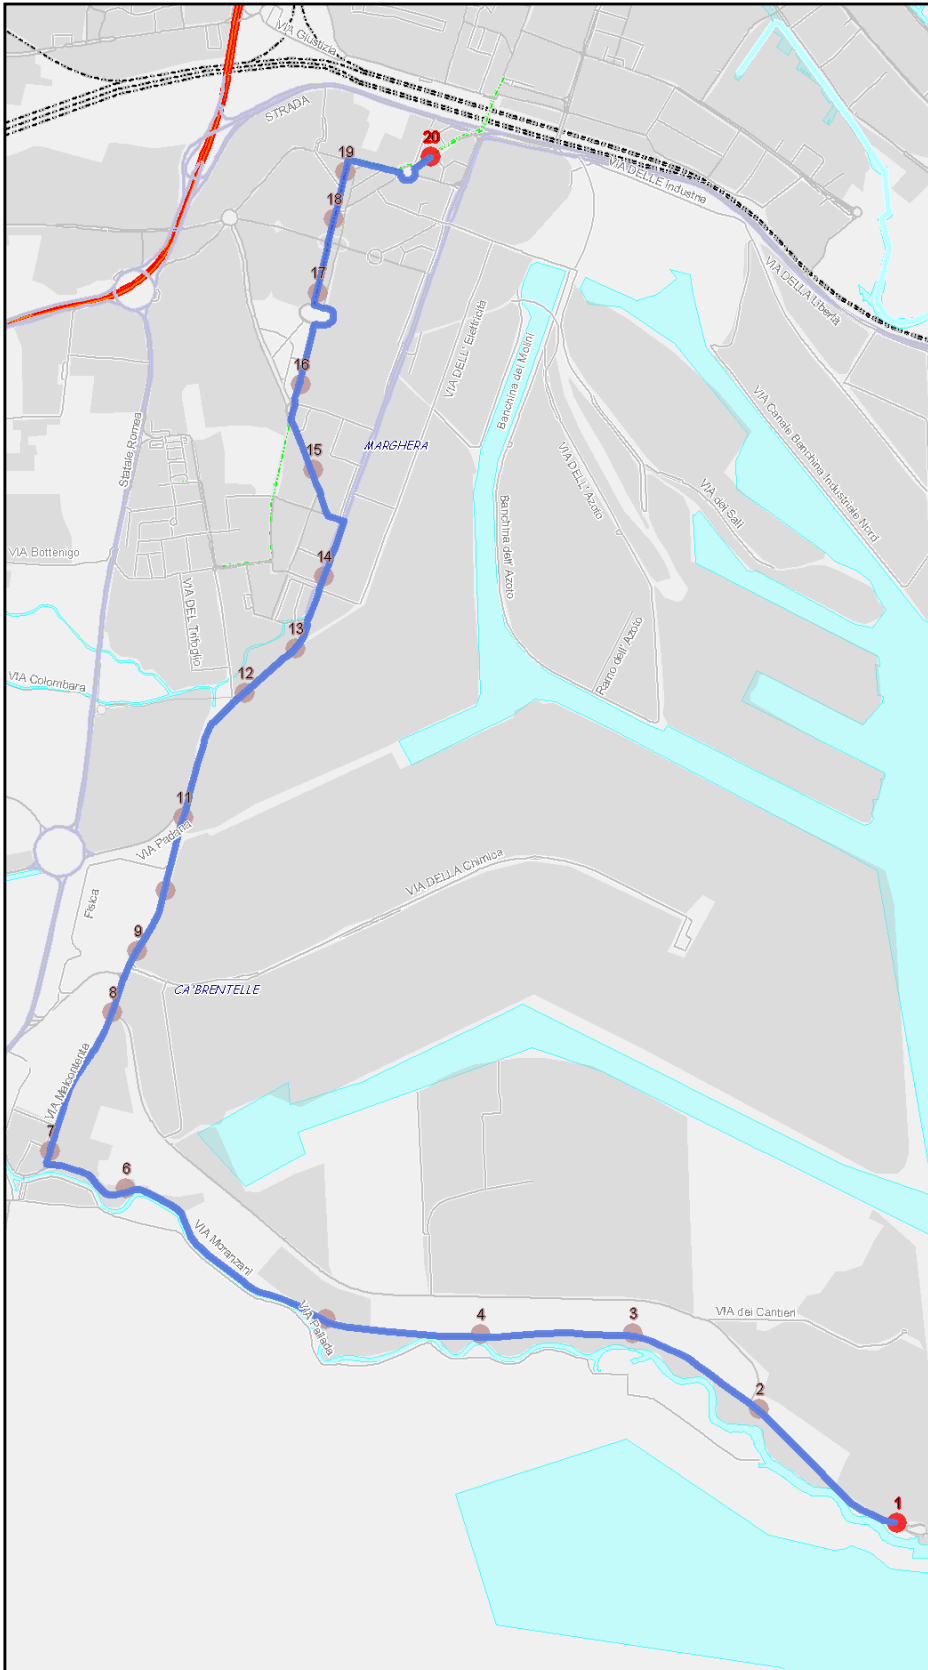 VIA Giustizia
STRADA
20
19
VIA DELLE Industria
18
VIA DELLA Libertà
17
VIA DELL' Elettricità
Banchina dei Molini
16
VIA Canale Banchina Industriale Nord
Statale Romea
MARGHERA
15
VIA DELL' Azoto
VIA dei Sali
Banchina dell' Azoto
VIA Bottenigo
14
VIA DEL Trifoglio
13
Ramo dell' Azoto
VIA Colombara
12
11
VIA Padana
VIA DELLA Chimica
Fisica
9
CA' BRENTELLE
8
VIA Malcontenta
7
6
VIA Moranzani
VIA Pallada
4
3
VIA dei Cantieri
2
1